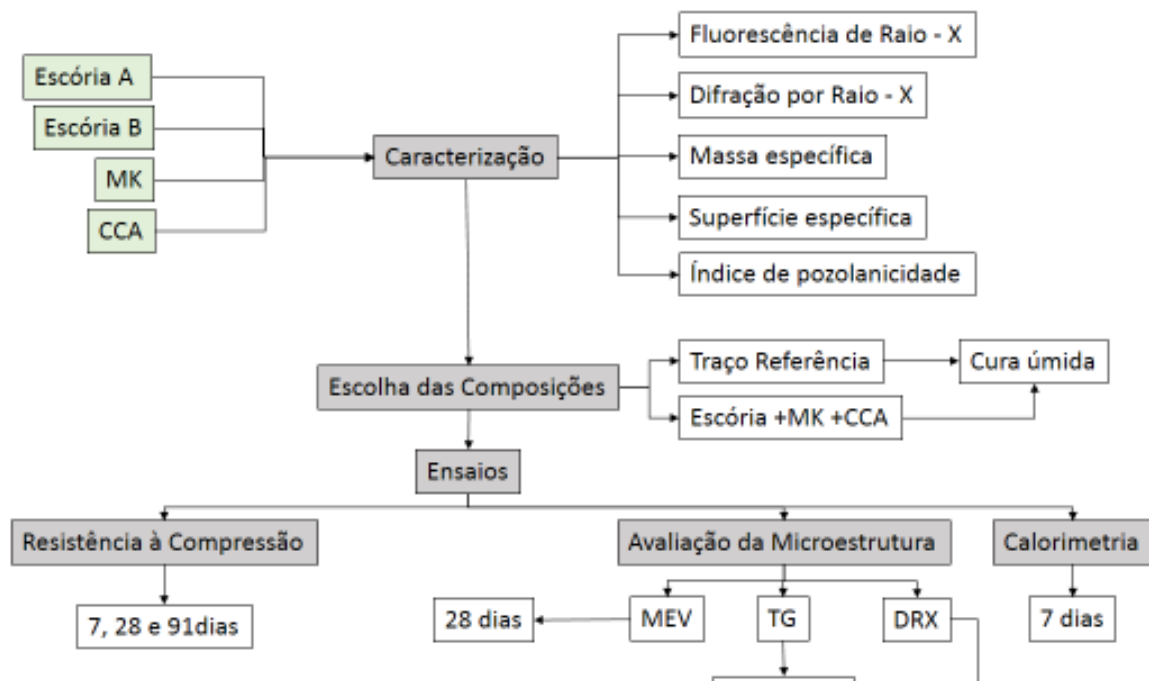 Fluorescência de Raio - X
Escória A
Difração por Raio - X
Escória B
Caracterização
Massa específica
MK
Superfície específica
CCA
Índice de pozolanicidade
Traço Referência
Cura úmida
Escolha das Composições
Escória +MK +CCA
Ensaios
Resistência à Compressão
Avaliação da Microestrutura
Calorimetria
7, 28 e 91dias
28 dias
MEV
TG
DRX
7 dias